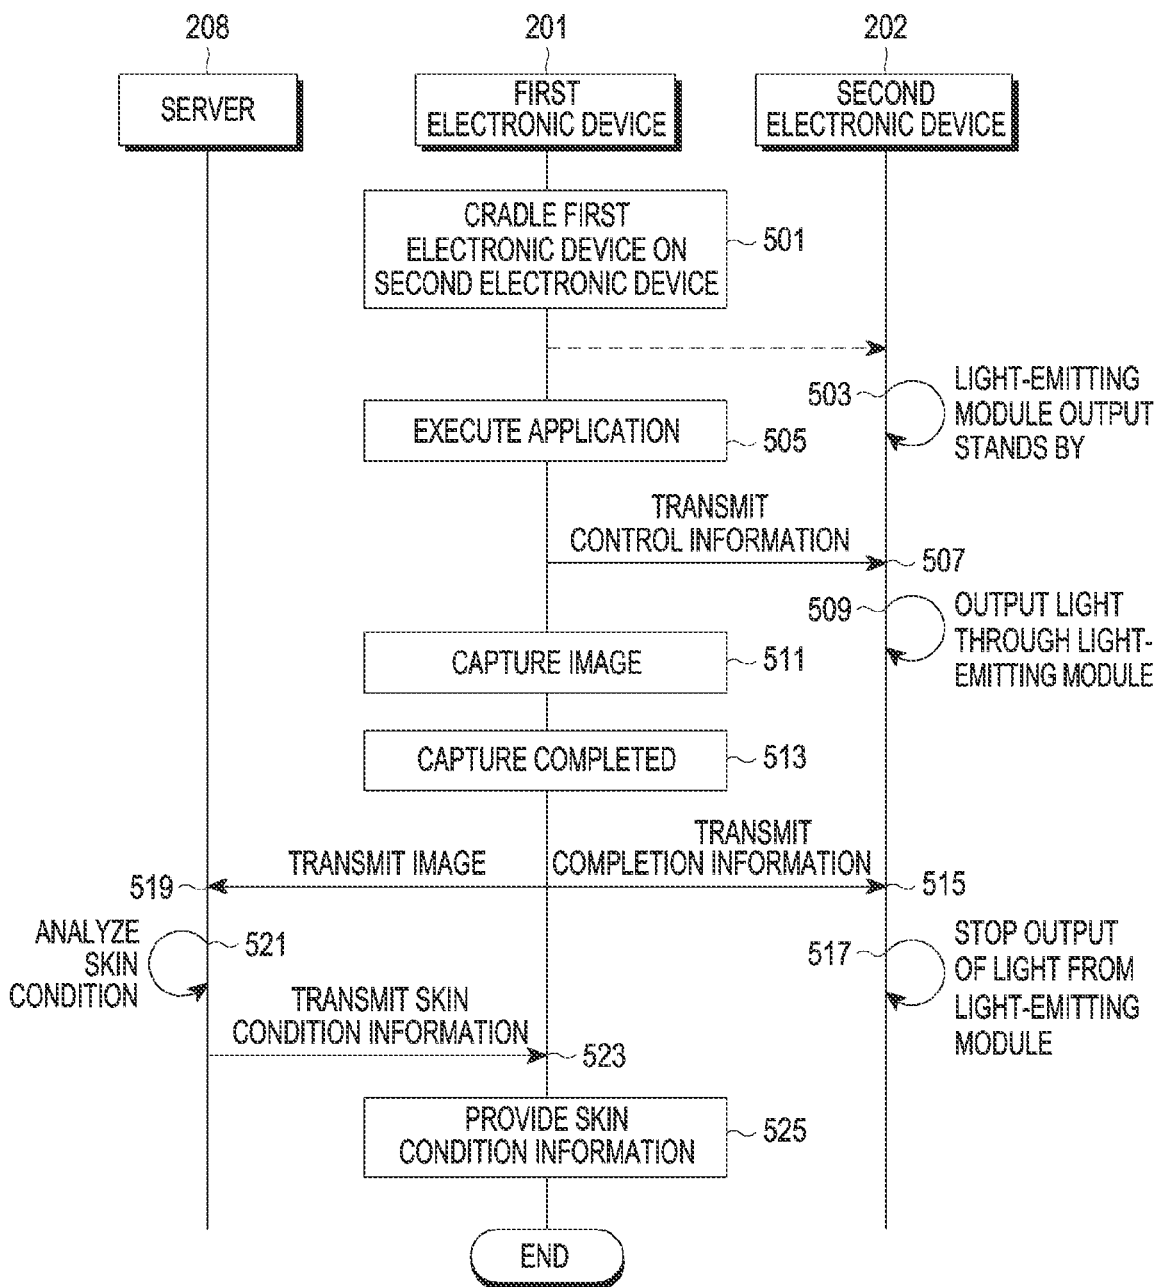 208
201
202
SERVER
FIRST
ELECTRONIC DEVICE
SECOND
ELECTRONIC DEVICE
CRADLE FIRST
ELECTRONIC DEVICE ON
SECOND ELECTRONIC DEVICE
501
503
LIGHT-EMITTING
MODULE OUTPUT
STANDS BY
EXECUTE APPLICATION
505
TRANSMIT
CONTROL INFORMATION
507
509
OUTPUT LIGHT
THROUGH LIGHT-
EMITTING MODULE
CAPTURE IMAGE
511
CAPTURE COMPLETED
513
TRANSMIT IMAGE
TRANSMIT
COMPLETION INFORMATION
519
515
ANALYZE
SKIN
CONDITION
521
517
STOP OUTPUT
OF LIGHT FROM
LIGHT-EMITTING
MODULE
TRANSMIT SKIN
CONDITION INFORMATION
523
PROVIDE SKIN
CONDITION INFORMATION
525
END